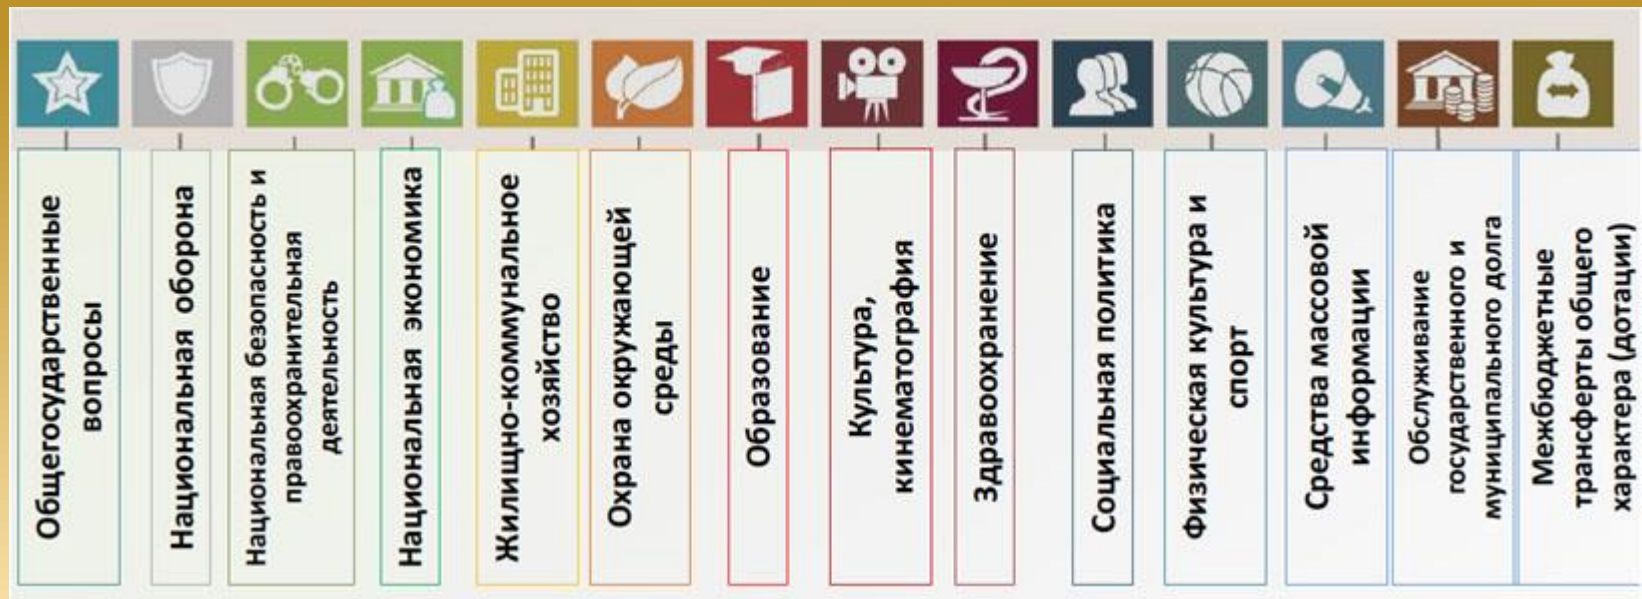 Общегосударственные
вопросы
Национальная оборона
Национальная безопасность и
правоохранительная
деятельность
Национальная экономика
Жилищно-коммунальное
хозяйство
Охрана окружающей
среды
Образование
Культура,
кинематография
Здравоохранение
Социальная политика
Физическая культура и
спорт
Средства массовой
информации
Обслуживание
государственного и
муниципального долга
Межбюджетные
трансферты общего
характера (дотации)